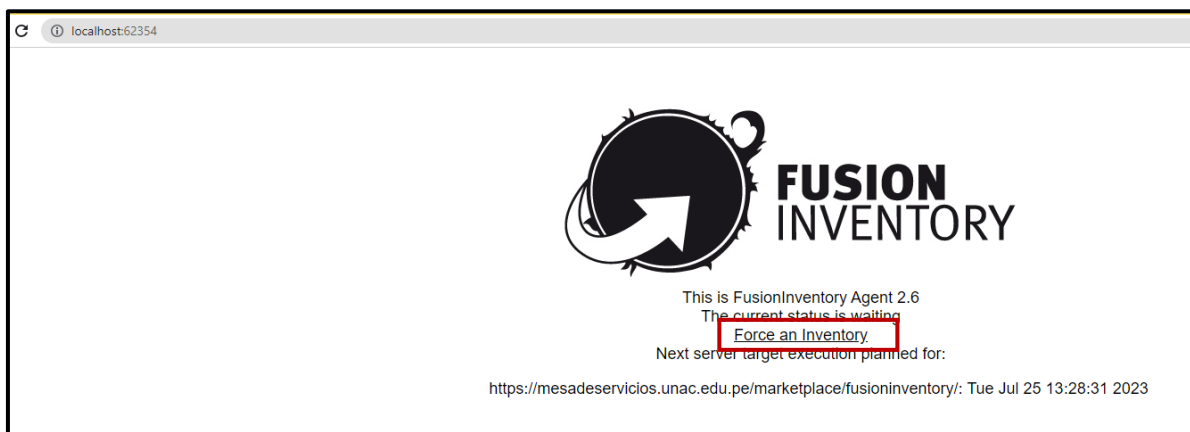 localhost:62354
FUSION
INVENTORY
This is FusionInventory Agent 2.6
The current status is waiting
Force an Inventory
Next server target execution planned for:
https://mesadeservicios.unac.edu.pe/marketplace/fusioninventory/: Tue Jul 25 13:28:31 2023